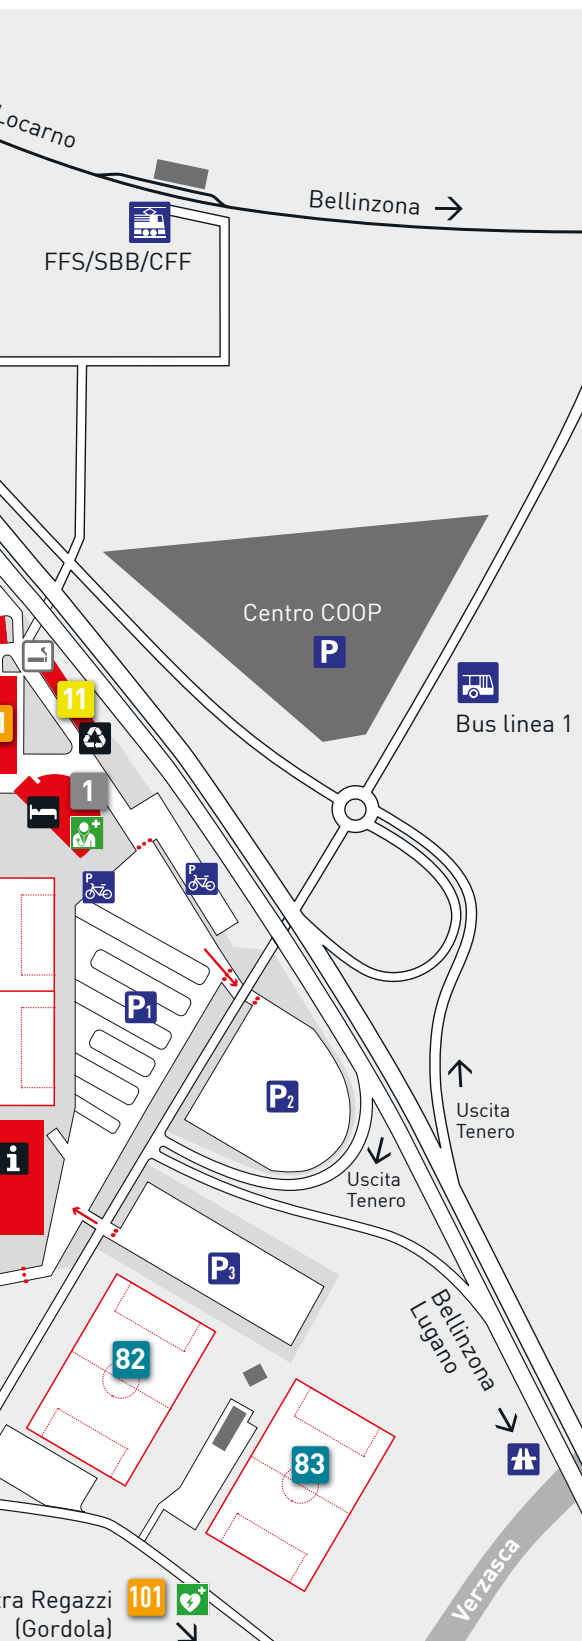 Locarno
Bellinzona
FFS/SBB/CFF
Centro COOP
P
11
Bus linea 1
1
P
P
P1
P2
Uscita
Tenero
i
Uscita
Tenero
P3
Bellinzona
Lugano
82
83
Verzasca
Regazzi
101
(Gordola)